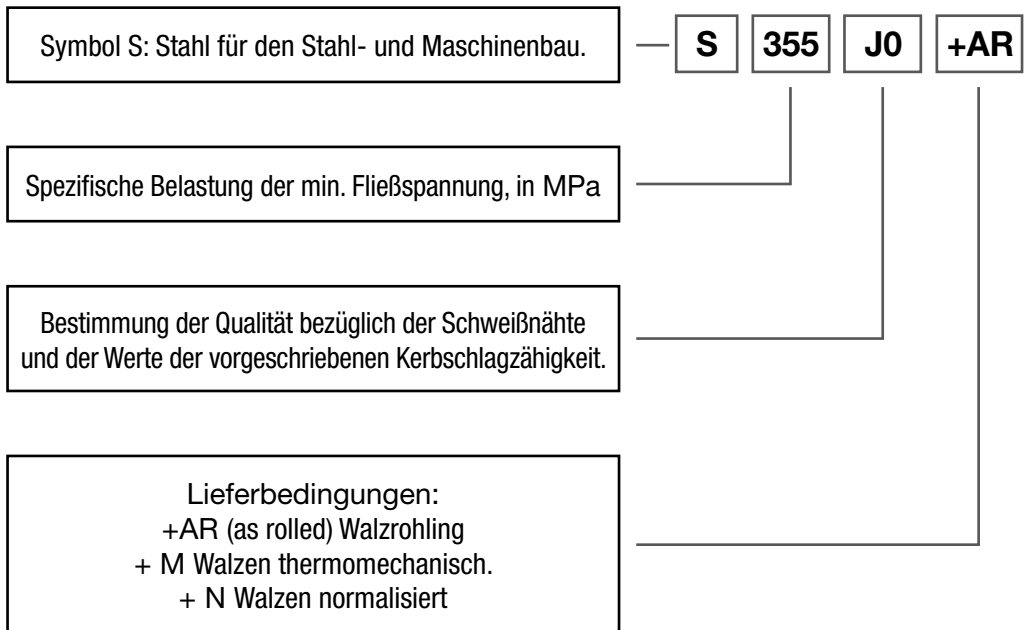 Symbol S: Stahl für den Stahl- und Maschinenbau.
S 355 J0 +AR
Spezifische Belastung der min. Fließspannung, in MPa
Bestimmung der Qualität bezüglich der Schweißnähte
und der Werte der vorgeschriebenen Kerbschlagzähigkeit.
Lieferbedingungen:
+AR (as rolled) Walzrohling
+ M Walzen thermomechanisch.
+ N Walzen normalisiert